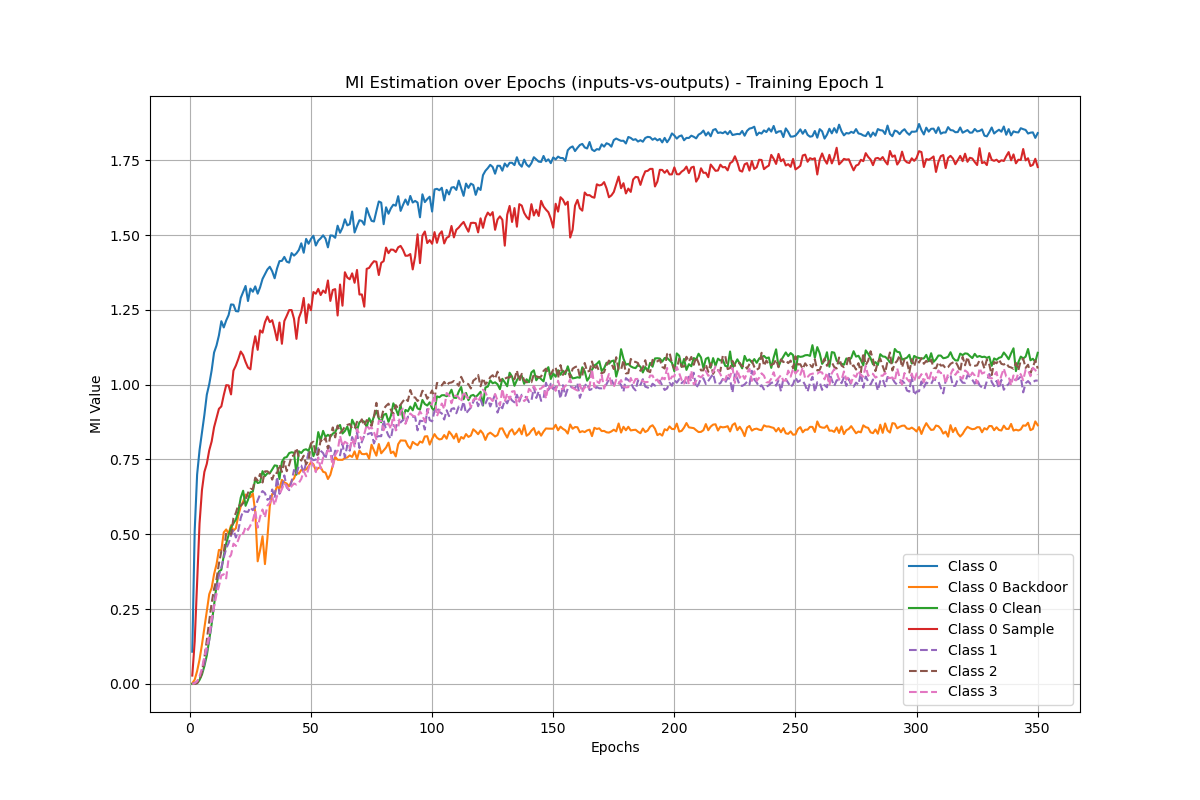 MI Estimation over Epochs (inputs-vs-outputs) - Training Epoch 1
MI Value
1.75
1.50
1.25
1.00
0.75
0.50
0.25
0.00
0 50 100 150 200 250 300 350
Epochs
Class 0
Class 0 Backdoor
Class 0 Clean
Class 0 Sample
Class 1
Class 2
Class 3